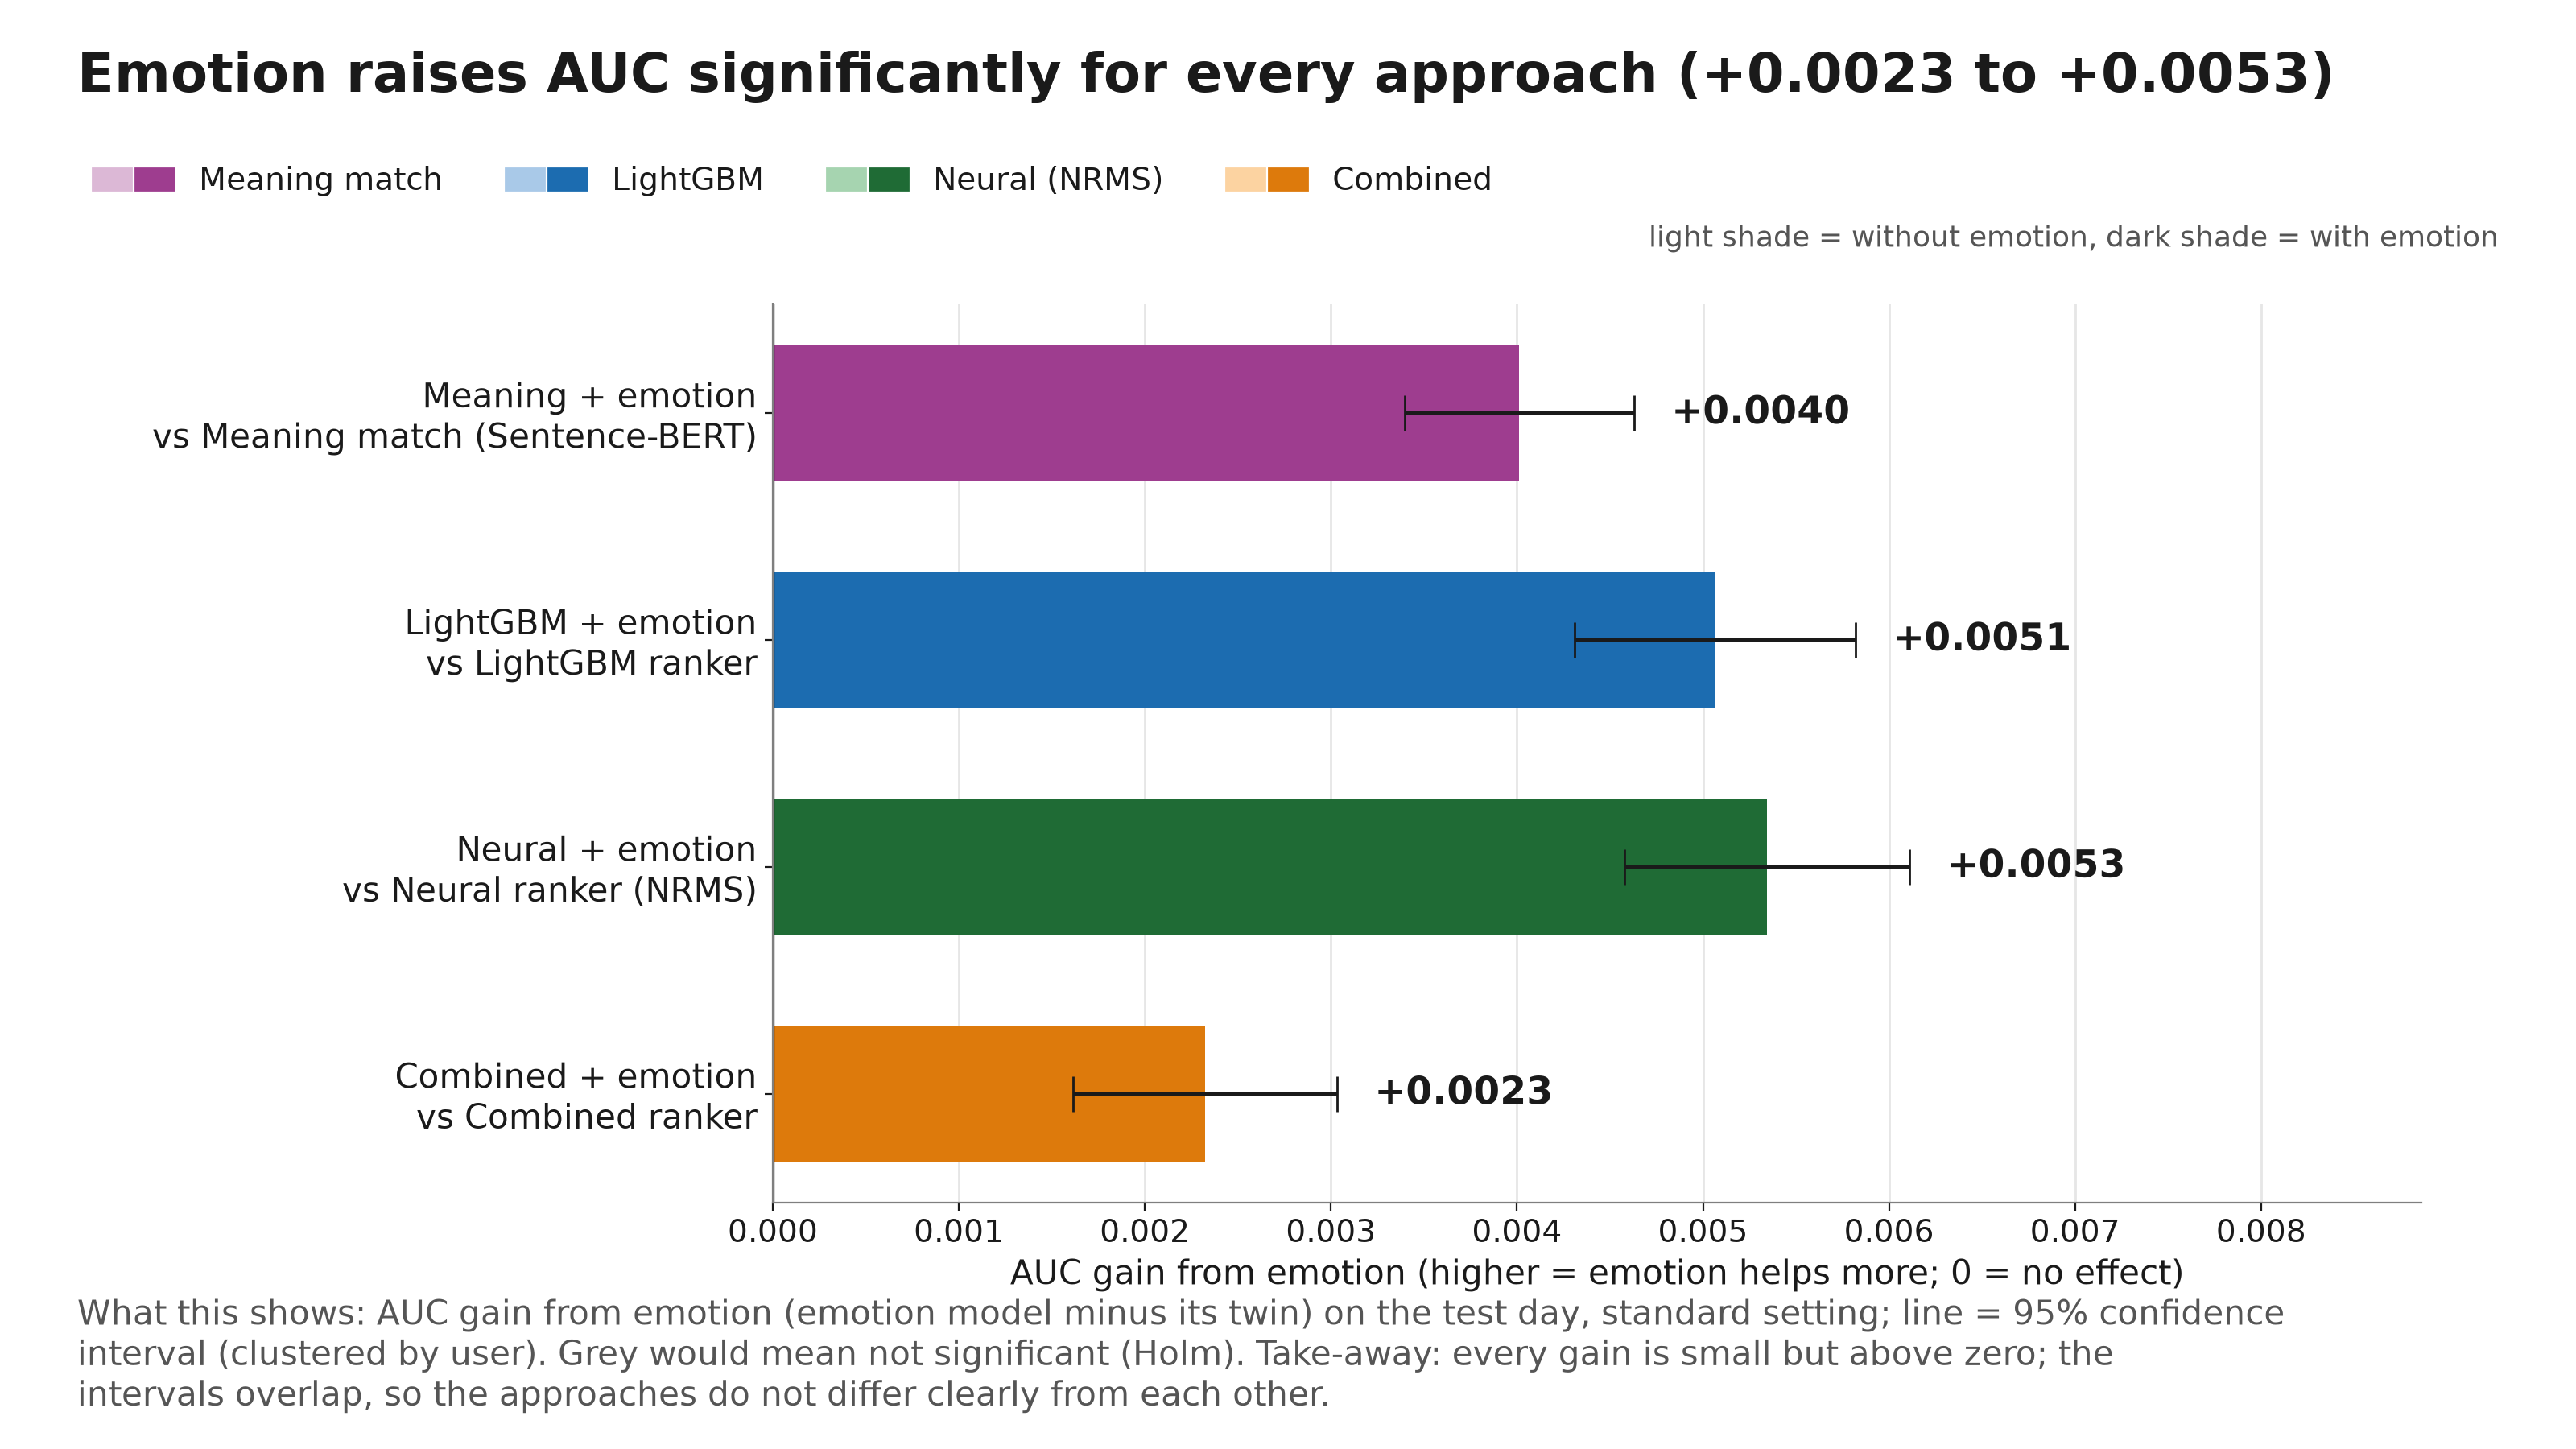 Emotion raises AUC significantly for every approach (+0.0023 to +0.0053)
Meaning match
LightGBM
Neural (NRMS)
Combined
light shade = without emotion, dark shade = with emotion
Meaning + emotion
vs Meaning match (Sentence-BERT)
+0.0040
LightGBM + emotion
vs LightGBM ranker
+0.0051
Neural + emotion
vs Neural ranker (NRMS)
+0.0053
Combined + emotion
vs Combined ranker
+0.0023
0.000 0.001 0.002 0.003 0.004 0.005 0.006 0.007 0.008
AUC gain from emotion (higher = emotion helps more; 0 = no effect)
What this shows: AUC gain from emotion (emotion model minus its twin) on the test day, standard setting; line = 95% confidence
interval (clustered by user). Grey would mean not significant (Holm). Take-away: every gain is small but above zero; the
intervals overlap, so the approaches do not differ clearly from each other.